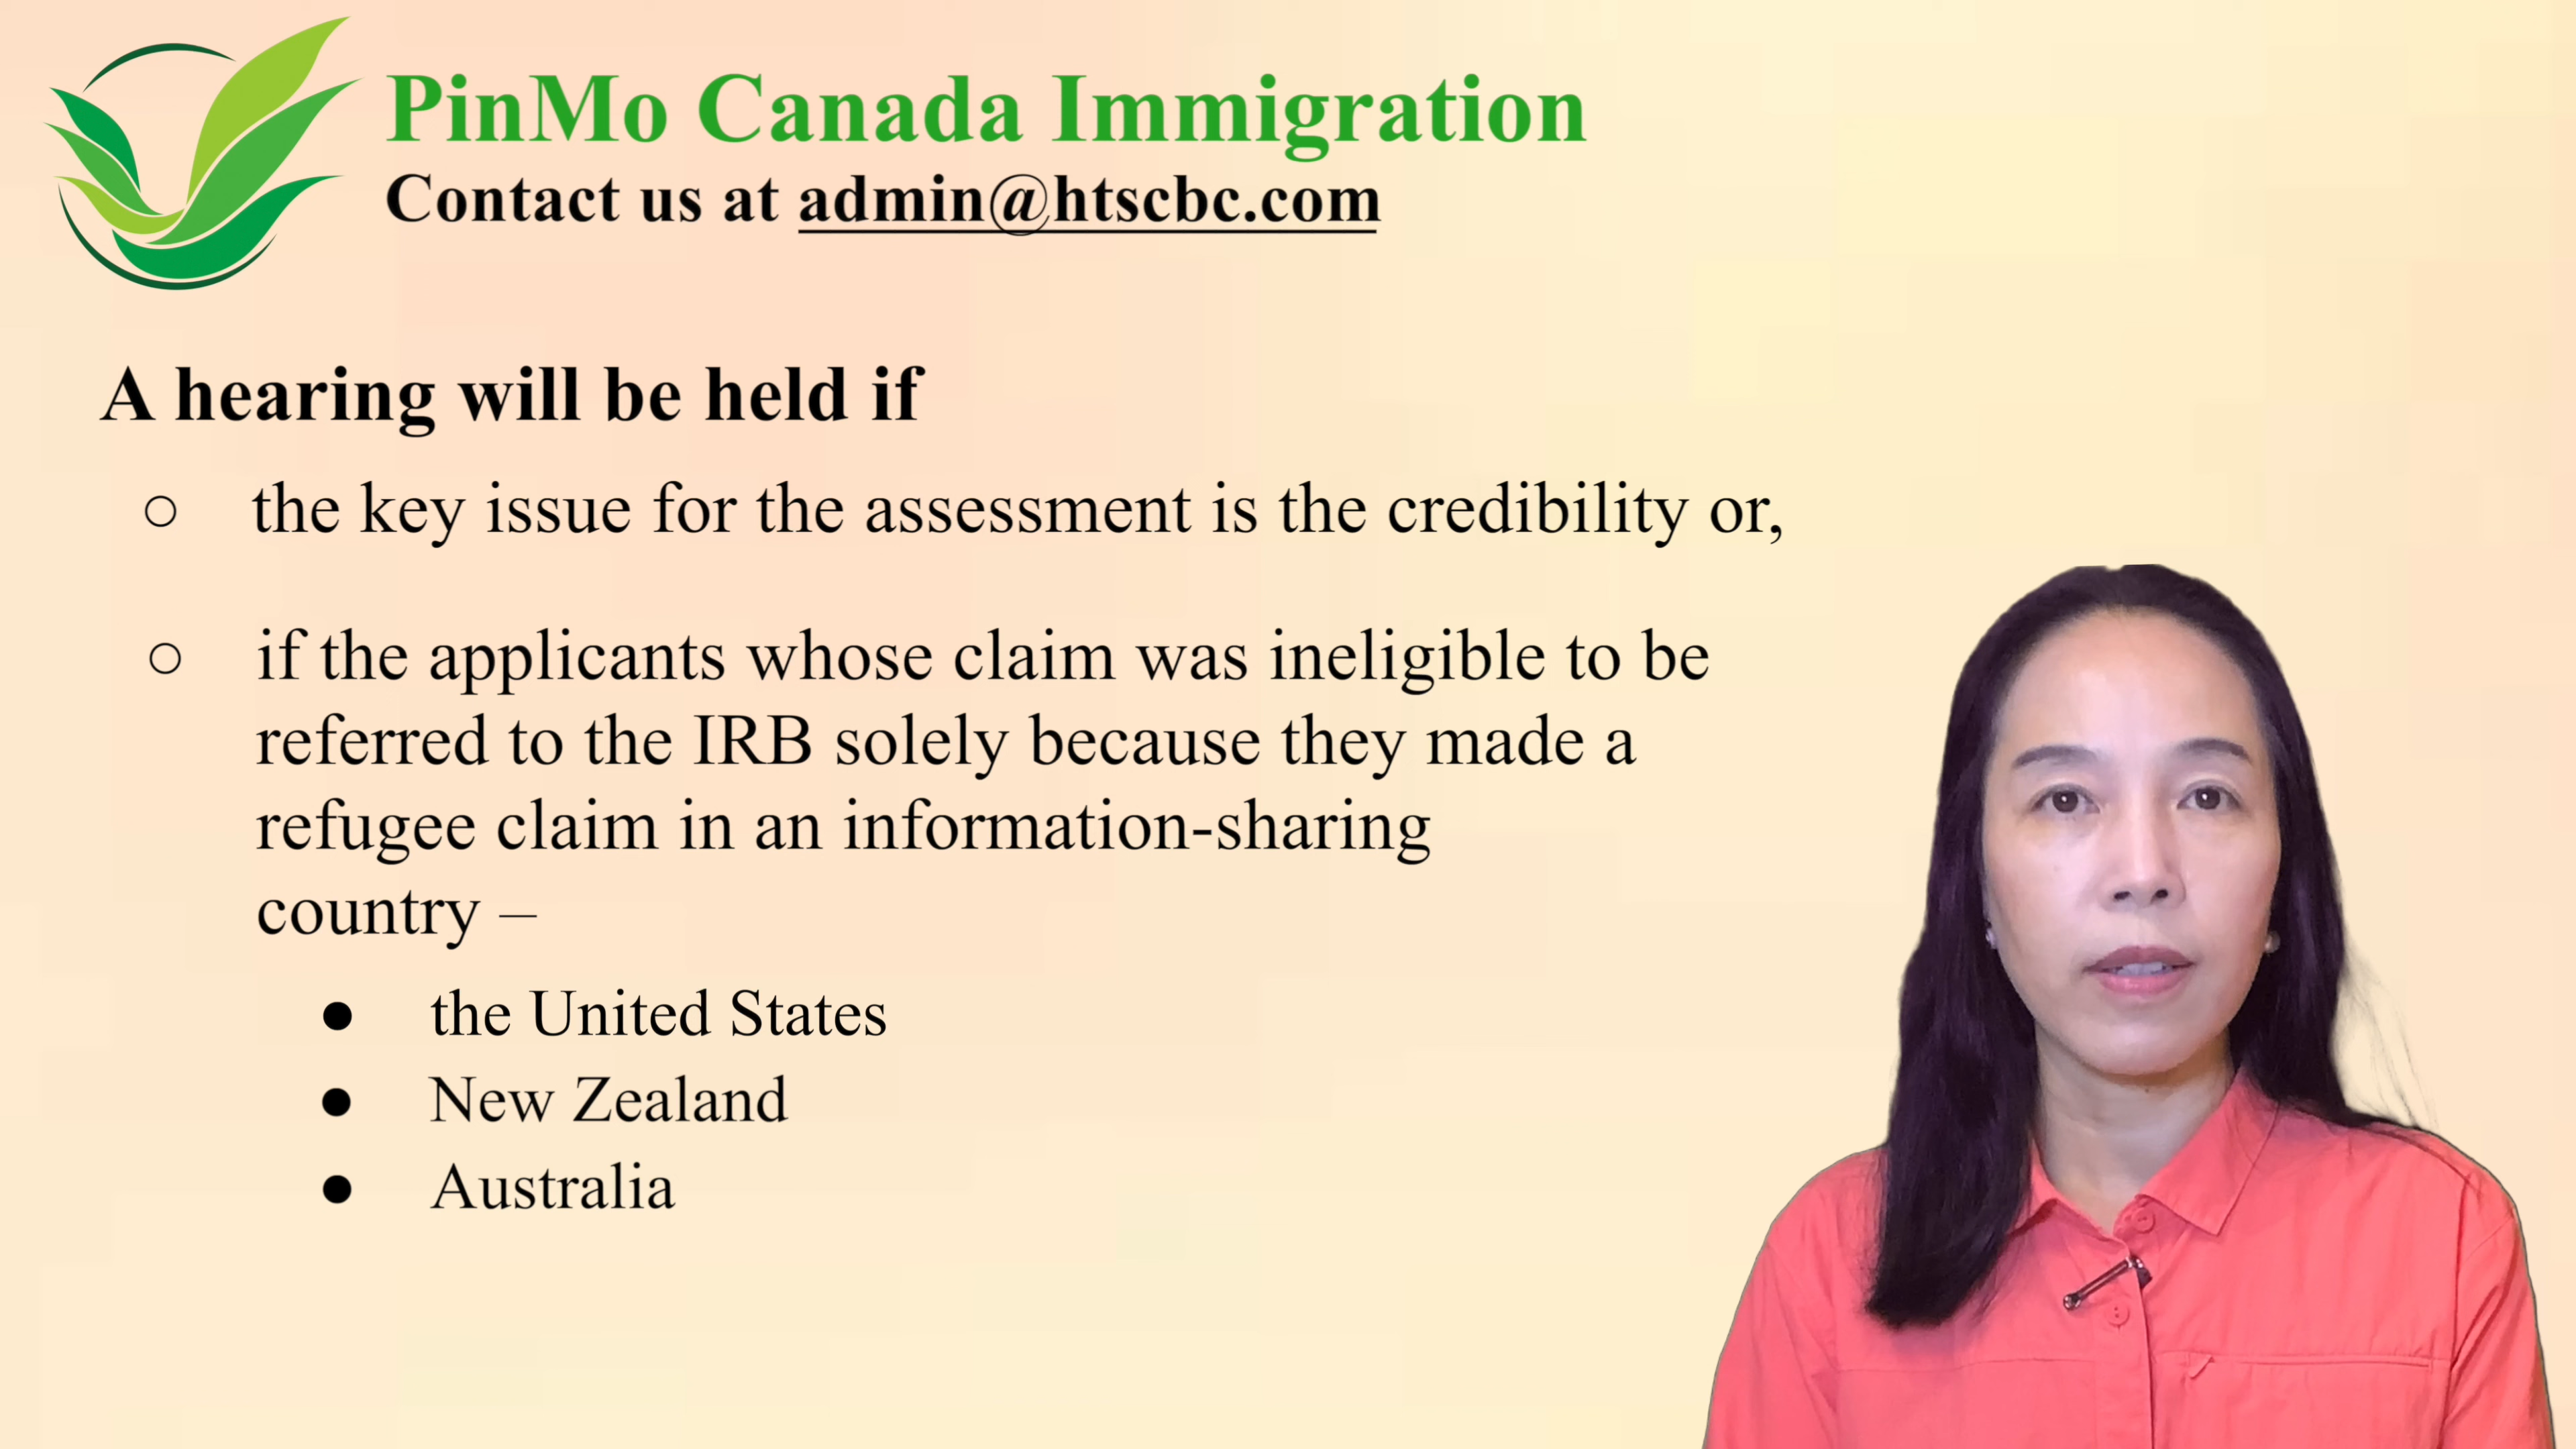 PinMo Canada Immigration
Contact us at admin@htscbc.com
A hearing will be held if
○ the key issue for the assessment is the credibility or,
○ if the applicants whose claim was ineligible to be
referred to the IRB solely because they made a
refugee claim in an information-sharing
country –
● the United States
● New Zealand
● Australia